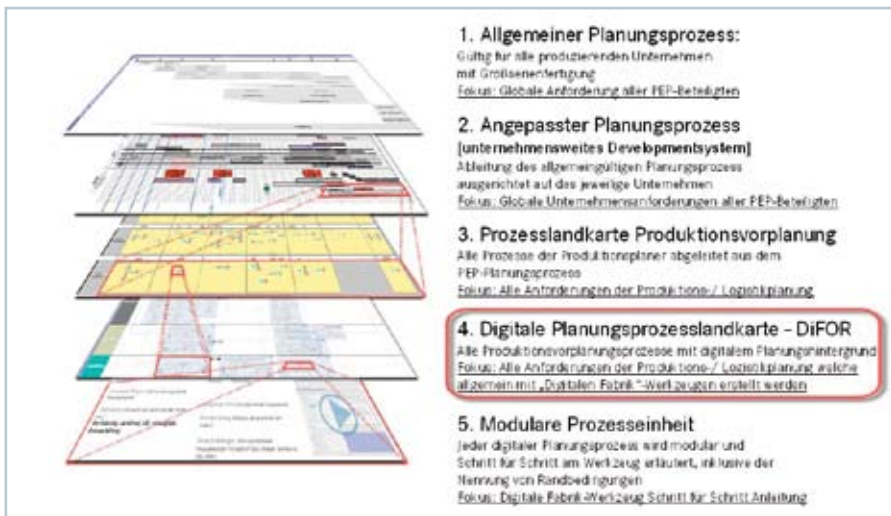 1. Allgemeiner Planungsprozess:
Gültig für alle produzierenden Unternehmen
mit Großserienfertigung
Fokus: Globale Anforderung aller PEP-Beteiligten
2. Angepasster Planungsprozess
[unternehmensweites Developmentsystem]
Ableitung des allgemeingültigen Planungsprozess
ausgerichtet auf das jeweilige Unternehmen
Fokus: Globale Unternehmensanforderungen aller PEP-Beteiligten
3. Prozesslandkarte Produktionsvorplanung
Alle Prozesse der Produktionsplaner abgeleitet aus dem
PEP-Planungsprozess
Fokus: Alle Anforderungen der Produktions-/ Logistikplanung
4. Digitale Planungsprozesslandkarte - DiFOR
Alle Produktionsvorplanungsprozesse mit digitalem Planungshintergrund
Fokus: Alle Anforderungen der Produktions-/ Logistikplanung welche
allgemein mit „Digitalen Fabrik"-Werkzeugen erstellt werden
5. Modulare Prozesseinheit
Jeder digitaler Planungsprozess wird modular und
Schritt für Schritt am Werkzeug erläutert, inklusive der
Nennung von Randbedingungen
Fokus: Digitale Fabrik-Werkzeug Schritt für Schritt Anleitung